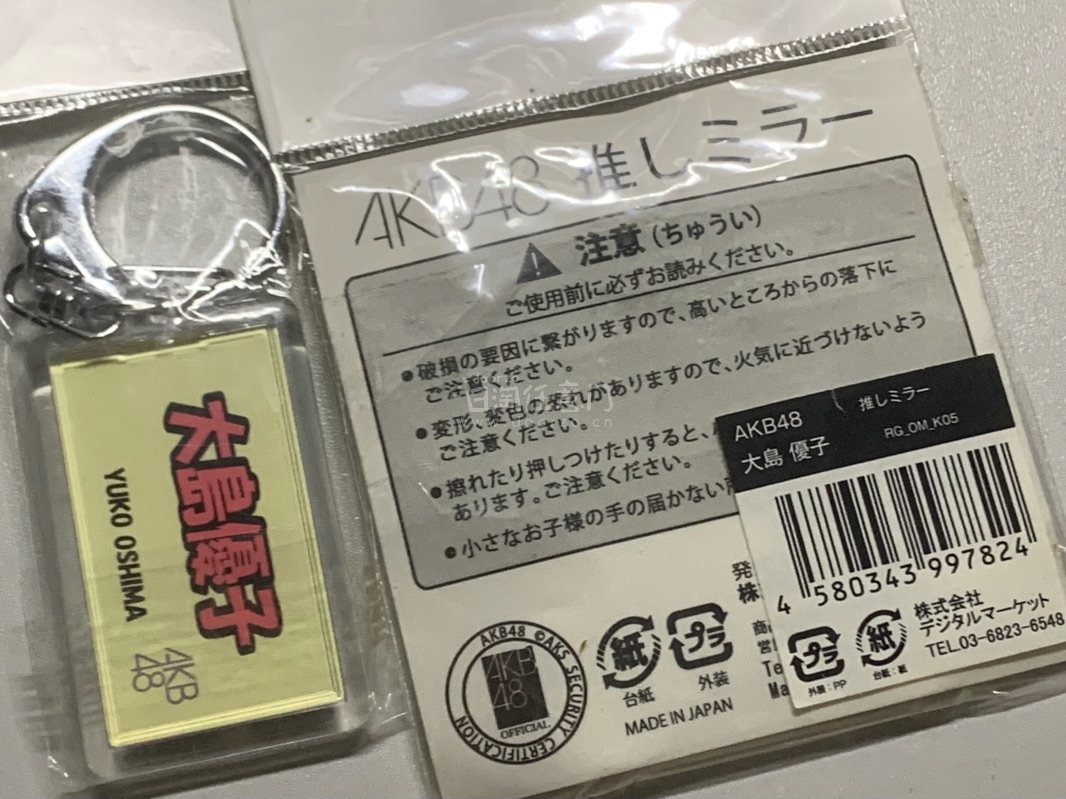 大島優子
YUKO OSHIMA
AKB
48
AKB48 推しミラー
注意(ちゅうい)
ご使用前に必ずお読みください。
●破損の要因に繋がりますので、高いところからの落下に
ご注意ください。
●変形、変色の恐れがありますので、火気に近づけないよう
ご注意ください。
●擦れたり押しつけたりすると、
あります。ご注意ください。
●小さなお子様の手の届かない
発
株
AKB48 ©AKS SECURITY CERTIFICATION
AKB
48
OFFICIAL
紙
台紙
プラ
外装
MADE IN JAPAN
AKB48 推しミラー
大島 優子 RG_OM_K05
4 580343 997824
プラ
外装:PP
紙
台紙:紙
株式会社
デジタルマーケット
TEL.03-6823-6548